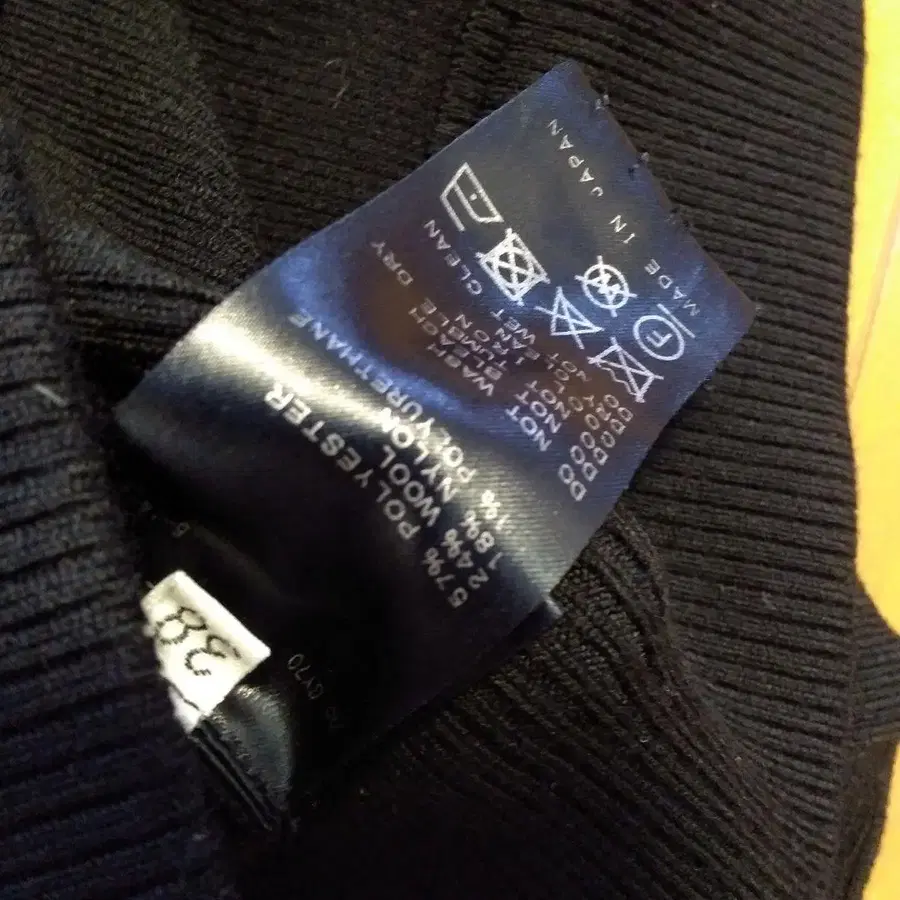 57% POLYESTER
24% WOOL
18% NYLON
1% POLYURETHANE
DO NOT WASH
DO NOT
DO NOT TUMBLE DRY
DO NOT WET CLEAN
L
W
MADE IN JAPAN
38
GY70